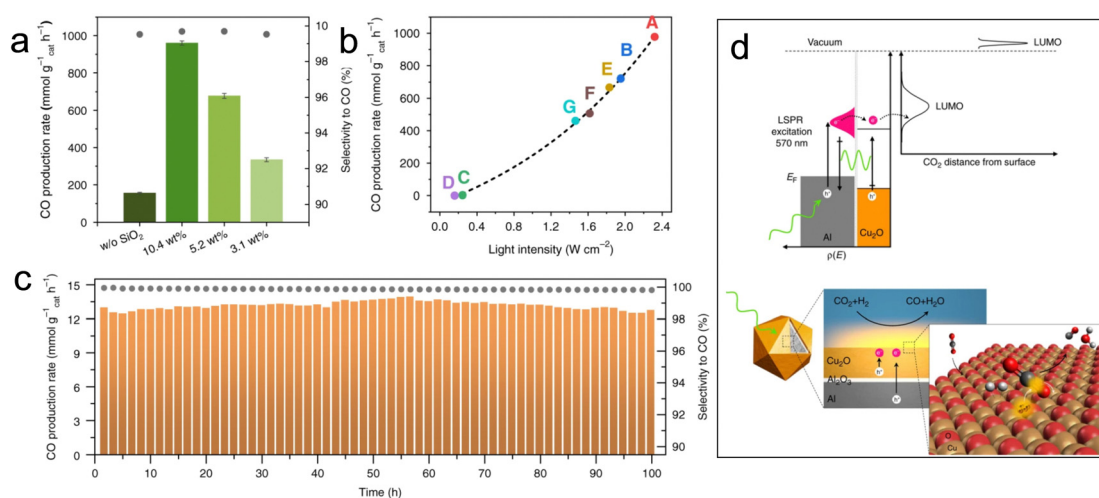 a
CO production rate (mmol g⁻¹cat h⁻¹)
1000
800
600
400
200
0
w/o SiO₂
10.4 wt%
5.2 wt%
3.1 wt%
100
98
96
94
92
90
Selectivity to CO (%)
b
CO production rate (mmol g⁻¹cat h⁻¹)
1000
900
800
700
600
500
400
300
200
100
0
A
B
E
F
G
D
C
0.0
0.4
0.8
1.2
1.6
2.0
2.4
Light intensity (W cm⁻²)
c
CO production rate (mmol g⁻¹cat h⁻¹)
15
12
9
6
3
0
0
10
20
30
40
50
60
70
80
90
100
Time (h)
100
98
96
94
92
90
Selectivity to CO (%)
d
Vacuum
LUMO
LUMO
LSPR
excitation
570 nm
e⁻
e⁻
CO₂ distance from surface
EF
h⁺
h⁺
Al
Cu₂O
ρ(E)
CO₂+H₂
CO+H₂O
Cu₂O
e⁻
e⁻
h⁺
Al₂O₃
Al
h⁺
O
Cu